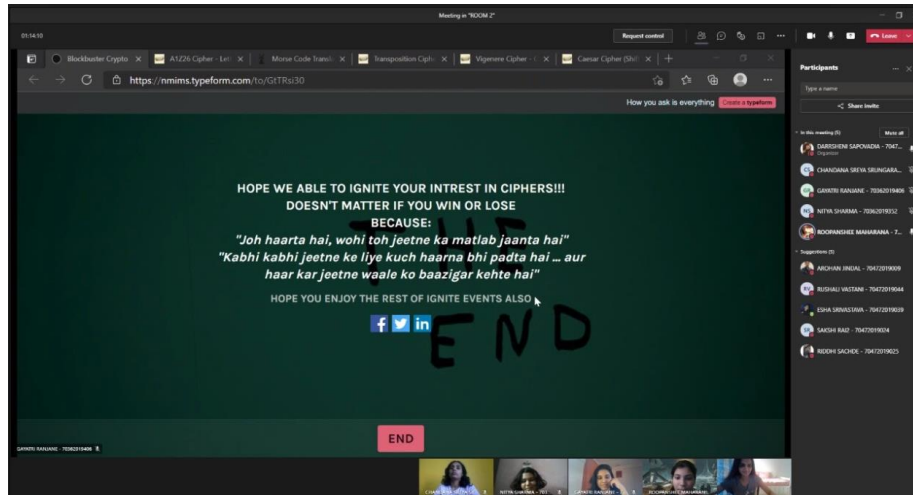 Meeting in "ROOM 2"
01:14:10
Request control
Leave
Blockbuster Crypto
A1Z26 Cipher - Let
Morse Code Transl
Transposition Ciph
Vigenere Cipher -
Caesar Cipher (Shif
https://nmims.typeform.com/to/GtTRsi30
How you ask is everything
Create a typeform
HOPE WE ABLE TO IGNITE YOUR INTREST IN CIPHERS!!!
DOESN'T MATTER IF YOU WIN OR LOSE
BECAUSE:
"Joh haarta hai, wohi toh jeetne ka matlab jaanta hai"
"Kabhi kabhi jeetne ke liye kuch haarna bhi padta hai ... aur
haar kar jeetne waale ko baazigar kehte hai"
HOPE YOU ENJOY THE REST OF IGNITE EVENTS ALSO
THE
END
END
GAYATRI RANJANE - 70362019406
Participants
Type a name
Share invite
In this meeting (5)
Mute all
DARRSHENI SAPOVADIA - 7047...
Organizer
CHANDANA SREYA SRUNGARA...
GAYATRI RANJANE - 70362019406
NITYA SHARMA - 70362019352
ROOPANSHEE MAHARANA - 7...
Suggestions (5)
AROHAN JINDAL - 70472019009
RUSHALI VASTANI - 70472019044
ESHA SRIVASTAVA - 70472019039
SAKSHI RAI2 - 70472019024
RIDDHI SACHDE - 70472019025